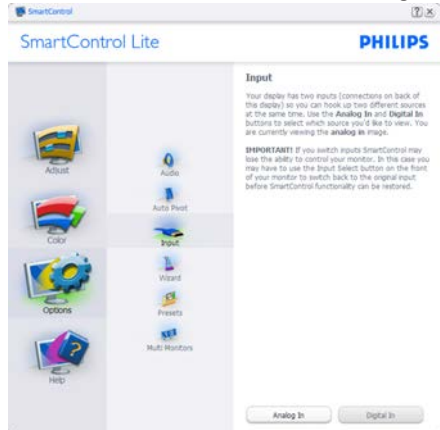 SmartControl
SmartControl Lite
PHILIPS
Adjust
Color
Options
Help
Audio
Auto Pivot
Input
Wizard
Presets
Multi Monitors
Input
Your display has two inputs (connections on back of
this display) so you can hook up two different sources
at the same time. Use the Analog In and Digital In
buttons to select which source you'd like to view. You
are currently viewing the analog in image.
IMPORTANT! If you switch inputs SmartControl may
lose the ability to control your monitor. In this case you
may have to use the Input Select button on the front
of your monitor to switch back to the original input
before SmartControl functionality can be restored.
Analog In
Digital In